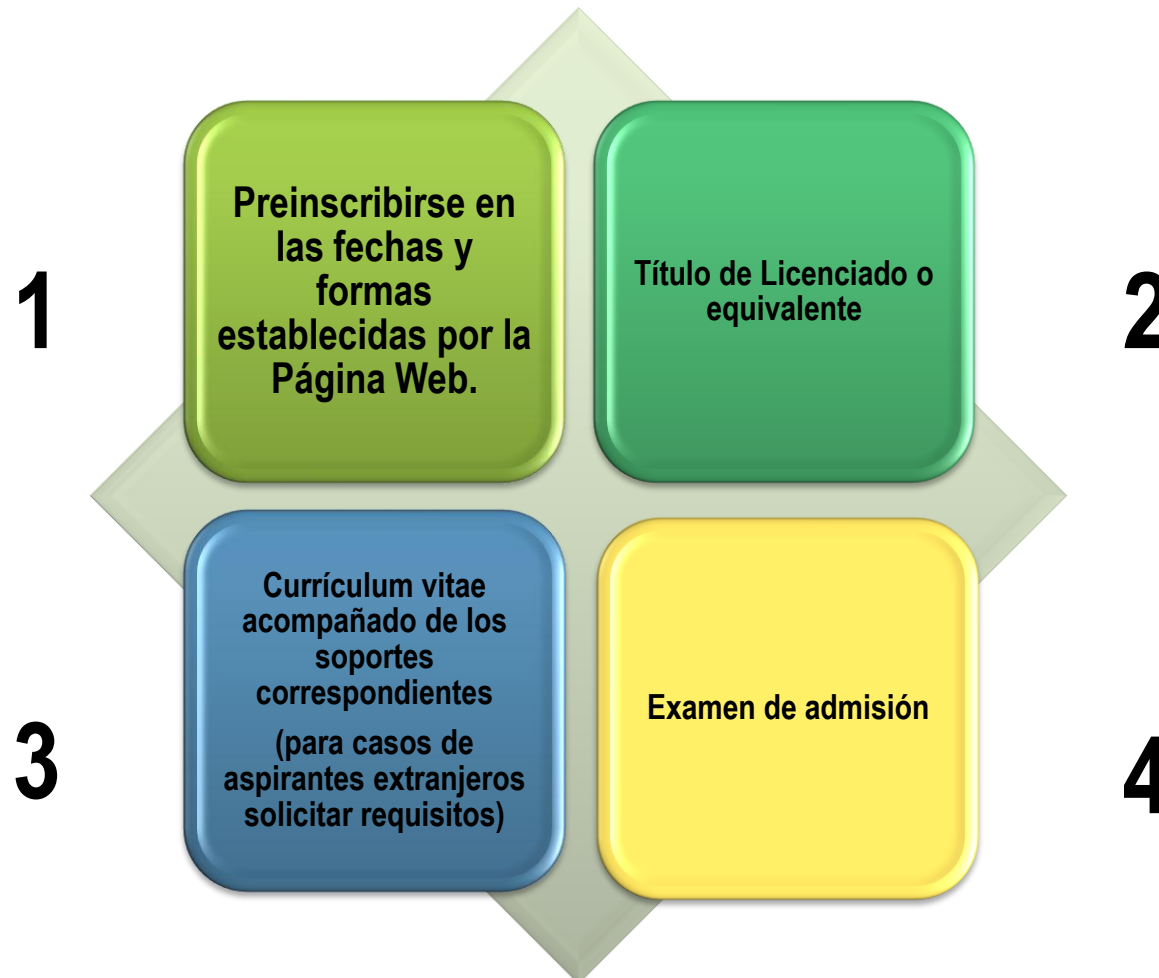 1
Preinscribirse en
las fechas y
formas
establecidas por la
Página Web.
Título de Licenciado o
equivalente
2
3
Currículum vitae
acompañado de los
soportes
correspondientes
(para casos de
aspirantes extranjeros
solicitar requisitos)
Examen de admisión
4